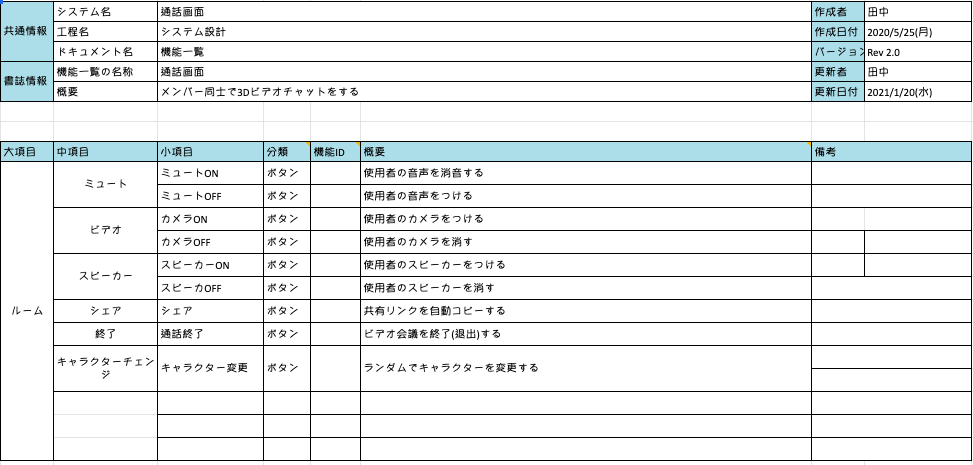 共通情報 システム名 通話画面 作成者 田中
工程名 システム設計 作成日付 2020/5/25(月)
ドキュメント名 機能一覧 バージョン Rev 2.0
書誌情報 機能一覧の名称 通話画面 更新者 田中
概要 メンバー同士で3Dビデオチャットをする 更新日付 2021/1/20(水)
大項目 中項目 小項目 分類 機能ID 概要 備考
ルーム ミュート ミュートON ボタン 使用者の音声を消音する
ミュートOFF ボタン 使用者の音声をつける
ビデオ カメラON ボタン 使用者のカメラをつける
カメラOFF ボタン 使用者のカメラを消す
スピーカー スピーカーON ボタン 使用者のスピーカーをつける
スピーカOFF ボタン 使用者のスピーカーを消す
シェア シェア ボタン 共有リンクを自動コピーする
終了 通話終了 ボタン ビデオ会議を終了(退出)する
キャラクターチェン
ジ キャラクター変更 ボタン ランダムでキャラクターを変更する